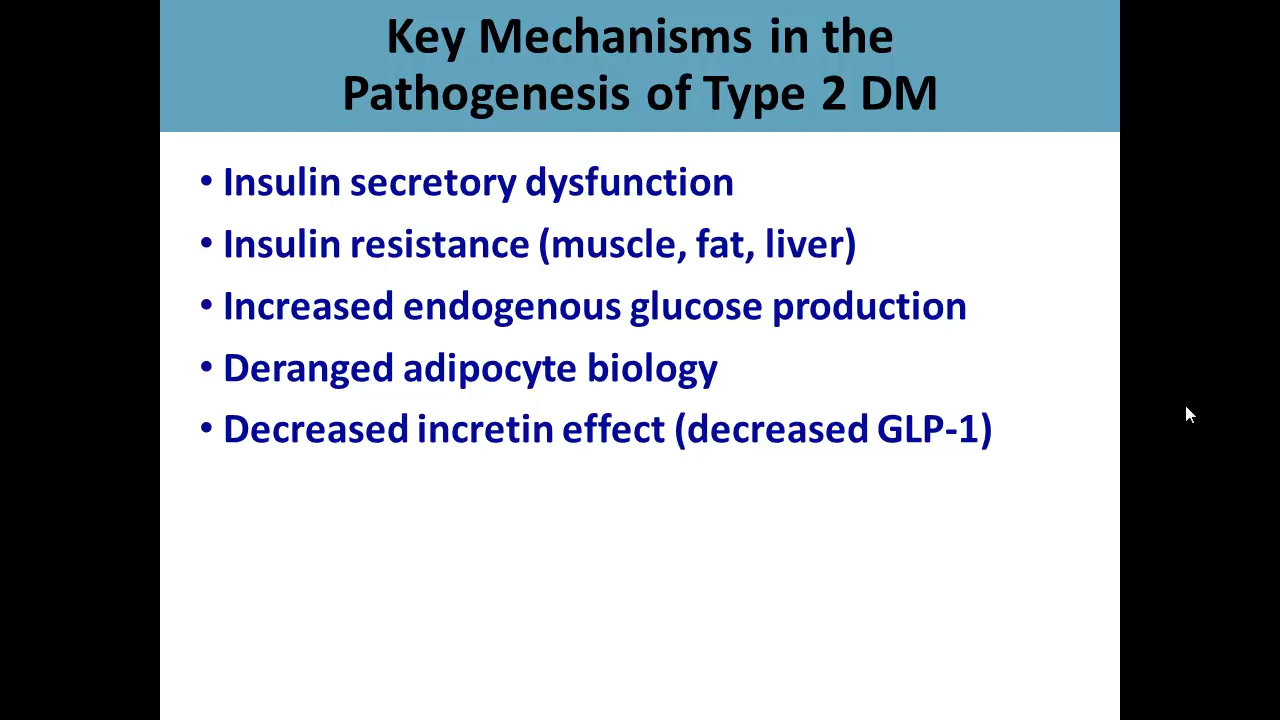 Key Mechanisms in the
Pathogenesis of Type 2 DM
• Insulin secretory dysfunction
• Insulin resistance (muscle, fat, liver)
• Increased endogenous glucose production
• Deranged adipocyte biology
• Decreased incretin effect (decreased GLP-1)